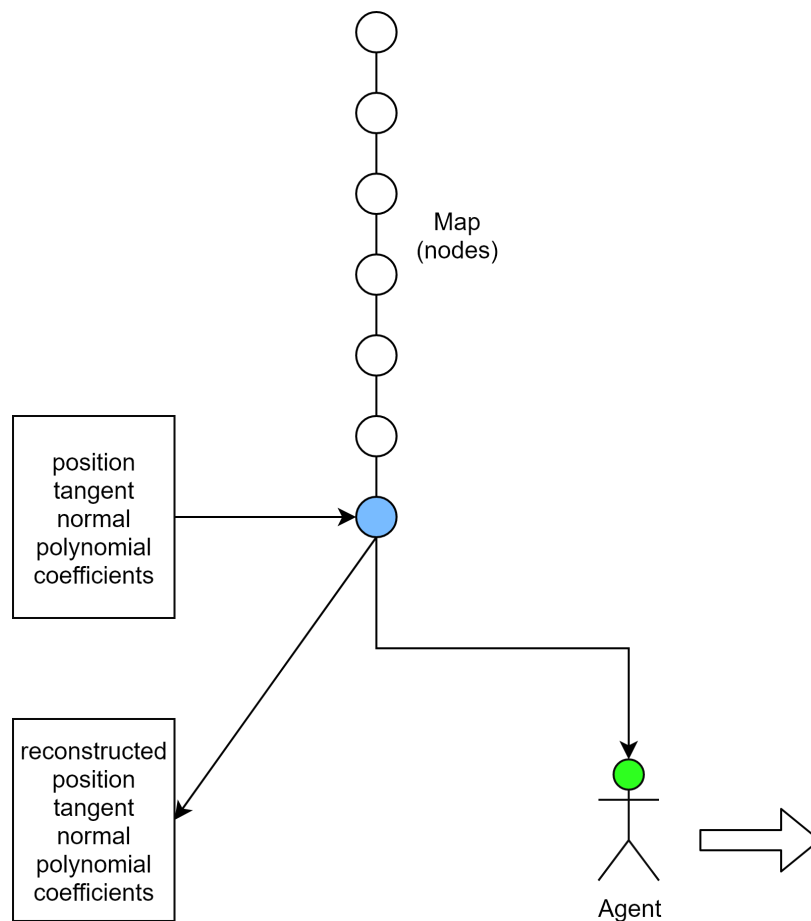 Map
(nodes)
position
tangent
normal
polynomial
coefficients
reconstructed
position
tangent
normal
polynomial
coefficients
Agent